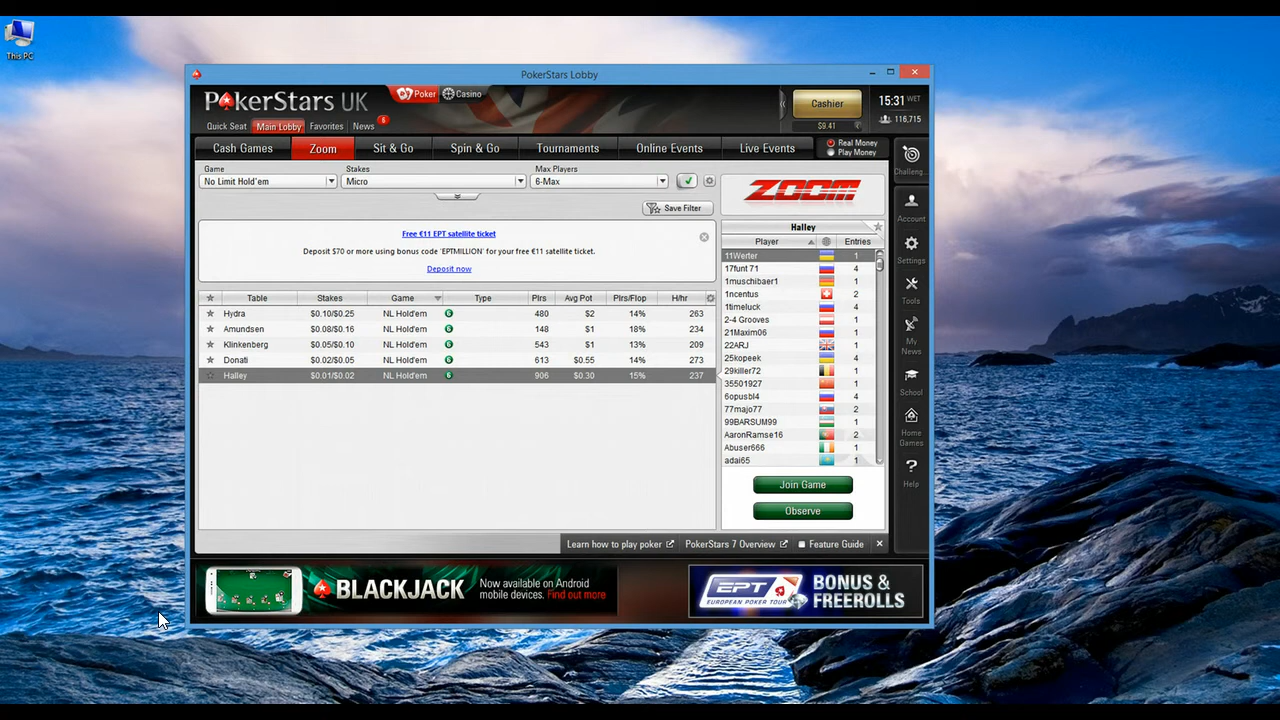 This PC
PokerStars Lobby
POKERSTARS UK
Poker
Casino
Cashier
$9.41
15:31 WET
116,715
Quick Seat
Main Lobby
Favorites
News
6
Cash Games
Zoom
Sit & Go
Spin & Go
Tournaments
Online Events
Live Events
Real Money
Play Money
Game
Stakes
Max Players
No Limit Hold'em
Micro
6-Max
Save Filter
ZOOM
Free €11 EPT satellite ticket
Deposit $70 or more using bonus code 'EPTMILLION' for your free €11 satellite ticket.
Deposit now
Table Stakes Game Type Plrs Avg Pot Plrs/Flop H/hr
Hydra $0.10/$0.25 NL Hold'em 6 480 $2 14% 263
Amundsen $0.08/$0.16 NL Hold'em 6 148 $1 18% 234
Klinkenberg $0.05/$0.10 NL Hold'em 6 543 $1 13% 209
Donati $0.02/$0.05 NL Hold'em 6 613 $0.55 14% 273
Halley $0.01/$0.02 NL Hold'em 6 906 $0.30 15% 237
Halley
Player Entries
11Werter 1
17funt 71 4
1muschibaer1 1
1ncentus 2
1timeluck 4
2-4 Grooves 1
21Maxim06 1
22ARJ 1
25kopeek 4
29killer72 1
35501927 1
6opusbl4 4
77majo77 2
99BARSUM99 1
AaronRamse16 2
Abuser666 1
adai65 1
Join Game
Observe
Challeng...
Account
Settings
Tools
My
News
School
Home
Games
Help
Learn how to play poker
PokerStars 7 Overview
Feature Guide
BLACKJACK
Now available on Android
mobile devices. Find out more
EPT
EUROPEAN POKER TOUR
BONUS &
FREEROLLS